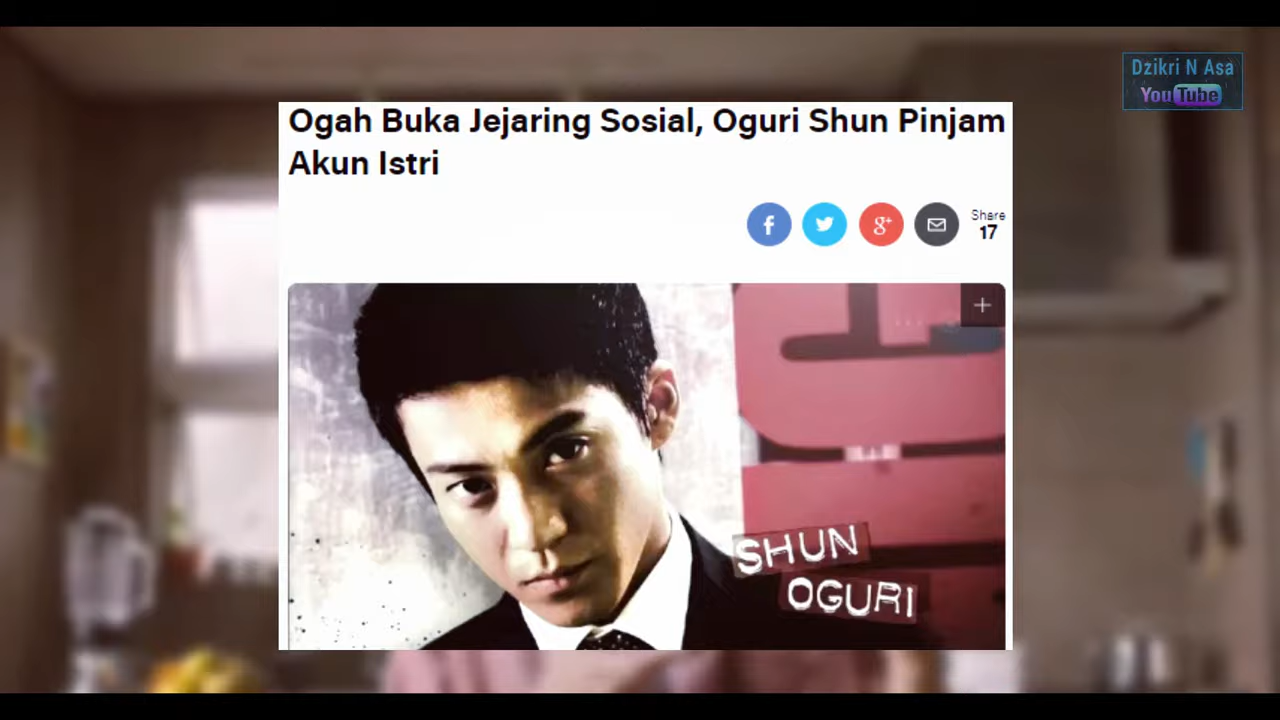 Dzikri N Asa
YouTube
Ogah Buka Jejaring Sosial, Oguri Shun Pinjam
Akun Istri
Share
17
SHUN
OGURI